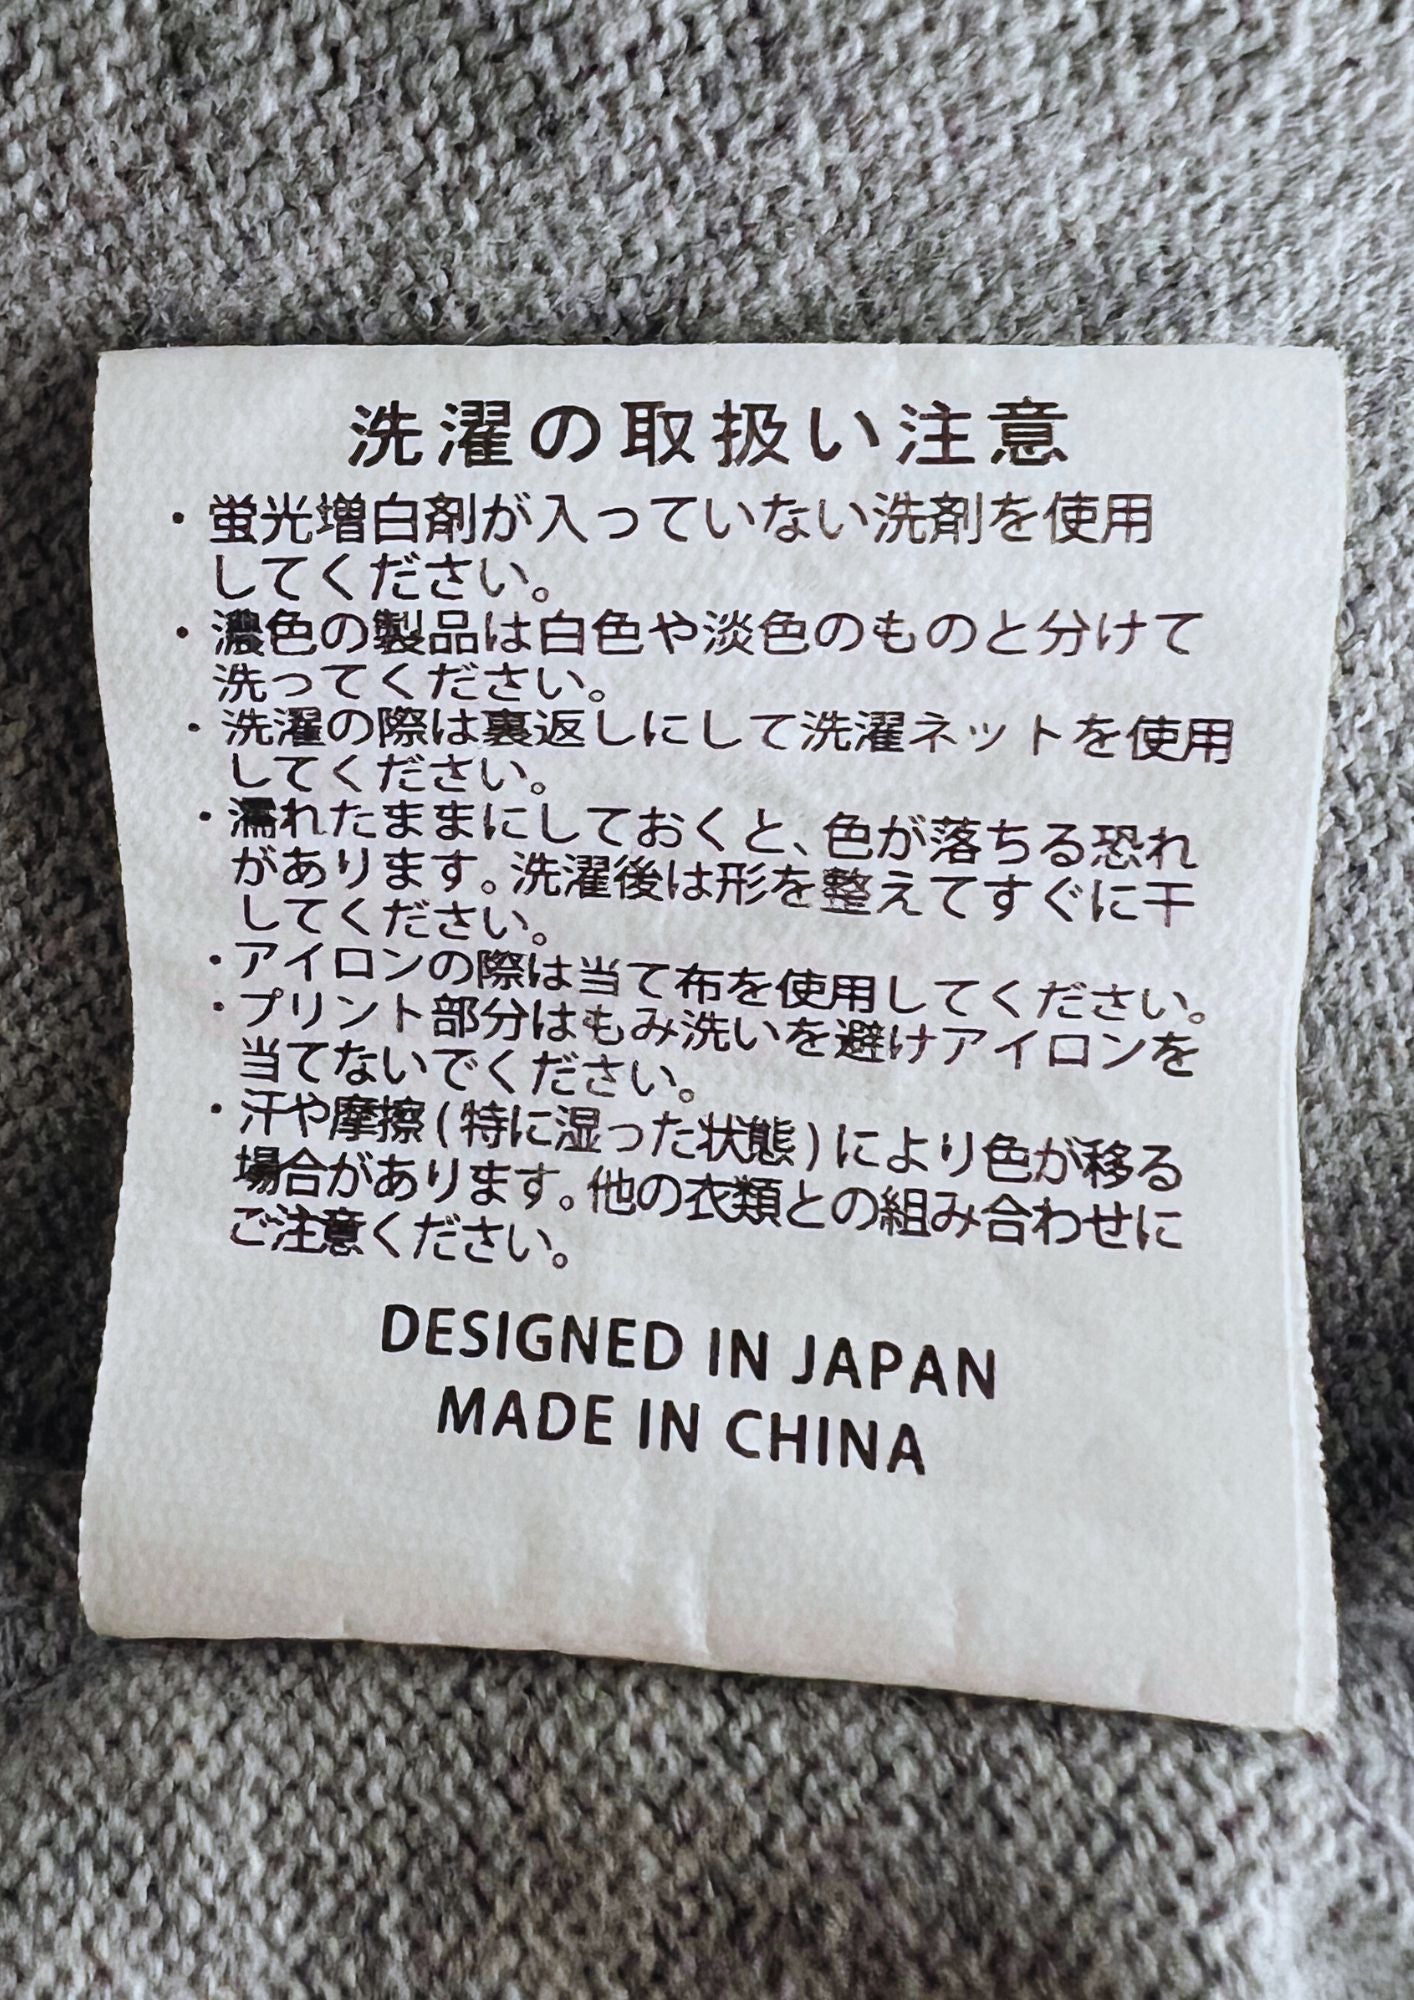 洗濯の取扱い注意
・蛍光増白剤が入っていない洗剤を使用
してください。
・濃色の製品は白色や淡色のものと分けて
洗ってください。
・洗濯の際は裏返しにして洗濯ネットを使用
してください。
・濡れたままにしておくと、色が落ちる恐れ
があります。洗濯後は形を整えてすぐに干
してください。
・アイロンの際は当て布を使用してください。
・プリント部分はもみ洗いを避けアイロンを
当てないでください。
・汗や摩擦(特に湿った状態)により色が移る
場合があります。他の衣類との組み合わせに
ご注意ください。
DESIGNED IN JAPAN
MADE IN CHINA